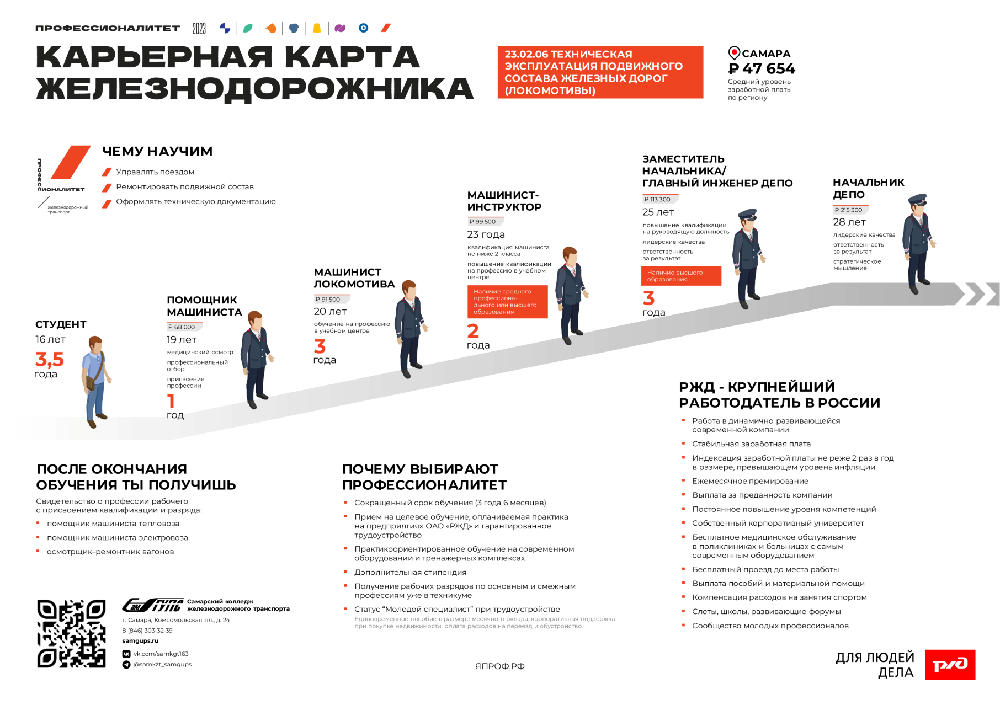 ПРОФЕССИОНАЛИТЕТ 2023
КАРЬЕРНАЯ КАРТА
ЖЕЛЕЗНОДОРОЖНИКА
23.02.06 ТЕХНИЧЕСКАЯ
ЭКСПЛУАТАЦИЯ ПОДВИЖНОГО
СОСТАВА ЖЕЛЕЗНЫХ ДОРОГ
(ЛОКОМОТИВЫ)
САМАРА
₽ 47 654
Средний уровень
заработной платы
по региону
ПРОФЕССИОНАЛИТЕТ
железнодорожный
транспорт
ЧЕМУ НАУЧИМ
Управлять поездом
Ремонтировать подвижной состав
Оформлять техническую документацию
СТУДЕНТ
16 лет
3,5
года
ПОМОЩНИК
МАШИНИСТА
₽ 68 000
19 лет
медицинский осмотр
профессиональный
отбор
присвоение
профессии
1
год
МАШИНИСТ
ЛОКОМОТИВА
₽ 91 500
20 лет
обучение на профессию
в учебном центре
3
года
МАШИНИСТ-
ИНСТРУКТОР
₽ 99 500
23 года
квалификация машиниста
не ниже 2 класса
повышение квалификации
на профессию в учебном
центре
Наличие среднего
профессиона-
льного или высшего
образования
2
года
ЗАМЕСТИТЕЛЬ
НАЧАЛЬНИКА/
ГЛАВНЫЙ ИНЖЕНЕР ДЕПО
₽ 113 300
25 лет
повышение квалификации
на руководящую должность
лидерские качества
ответственность
за результат
Наличие высшего
образования
3
года
НАЧАЛЬНИК
ДЕПО
₽ 215 300
28 лет
лидерские качества
ответственность
за результат
стратегическое
мышление
ПОСЛЕ ОКОНЧАНИЯ
ОБУЧЕНИЯ ТЫ ПОЛУЧИШЬ
Свидетельство о профессии рабочего
с присвоением квалификации и разряда:
помощник машиниста тепловоза
помощник машиниста электровоза
осмотрщик–ремонтник вагонов
СамГУПС
Самарский колледж
железнодорожного транспорта
г. Самара, Комсомольская пл., д. 24
8 (846) 303-32-39
samgups.ru
vk.com/samkgt163
@samkzt_samgups
ПОЧЕМУ ВЫБИРАЮТ
ПРОФЕССИОНАЛИТЕТ
Сокращенный срок обучения (3 года 6 месяцев)
Прием на целевое обучение, оплачиваемая практика
на предприятиях ОАО «РЖД» и гарантированное
трудоустройство
Практикоориентированное обучение на современном
оборудовании и тренажерных комплексах
Дополнительная стипендия
Получение рабочих разрядов по основным и смежным
профессиям уже в техникуме
Статус “Молодой специалист” при трудоустройстве
Единовременное пособие в размере месячного оклада, корпоративная поддержка
при покупке недвижимости, оплата расходов на переезд и обустройство
ЯПРОФ.РФ
РЖД - КРУПНЕЙШИЙ
РАБОТОДАТЕЛЬ В РОССИИ
Работа в динамично развивающейся
современной компании
Стабильная заработная плата
Индексация заработной платы не реже 2 раз в год
в размере, превышающем уровень инфляции
Ежемесячное премирование
Выплата за преданность компании
Постоянное повышение уровня компетенций
Собственный корпоративный университет
Бесплатное медицинское обслуживание
в поликлиниках и больницах с самым
современным оборудованием
Бесплатный проезд до места работы
Выплата пособий и материальной помощи
Компенсация расходов на занятия спортом
Слеты, школы, развивающие форумы
Сообщество молодых профессионалов
ДЛЯ ЛЮДЕЙ
ДЕЛА
РЖД